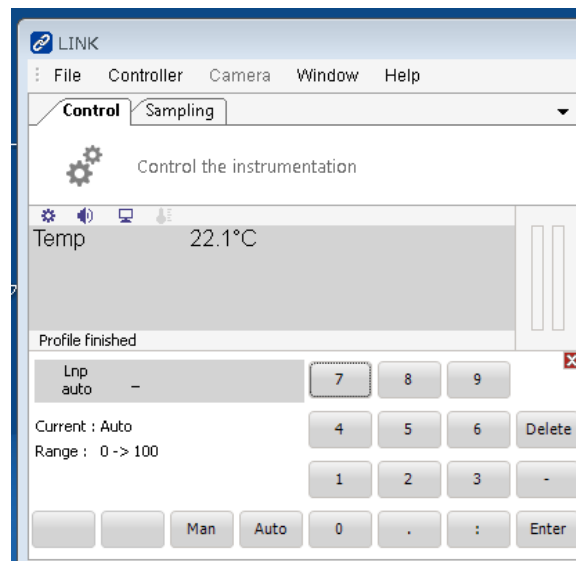 LINK
File Controller Camera Window Help
Control Sampling
Control the instrumentation
Temp 22.1°C
Profile finished
Lnp
auto _
7 8 9
Current : Auto
4 5 6 Delete
Range : 0 -> 100
1 2 3 -
Man Auto 0 . : Enter